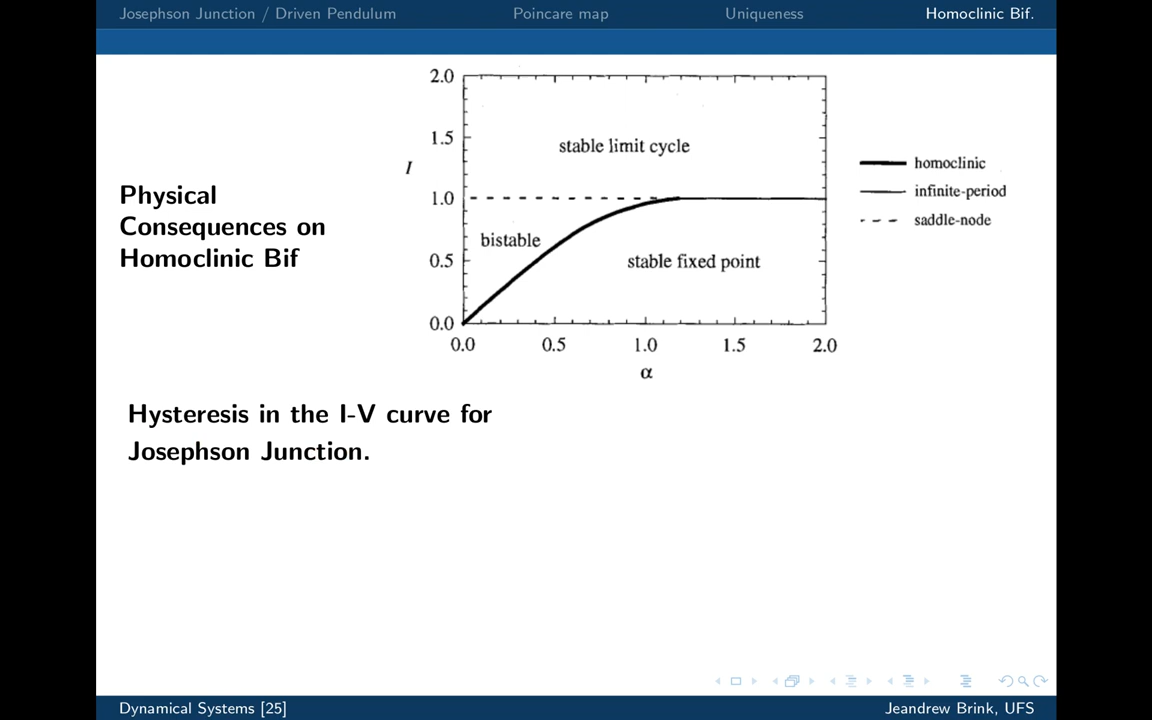 Josephson Junction / Driven Pendulum Poincare map Uniqueness Homoclinic Bif.
Physical
Consequences on
Homoclinic Bif
2.0
1.5
I
1.0
0.5
0.0
stable limit cycle
bistable
stable fixed point
0.0 0.5 1.0 1.5 2.0
α
homoclinic
infinite-period
saddle-node
Hysteresis in the I-V curve for
Josephson Junction.
Dynamical Systems [25] Jeandrew Brink, UFS